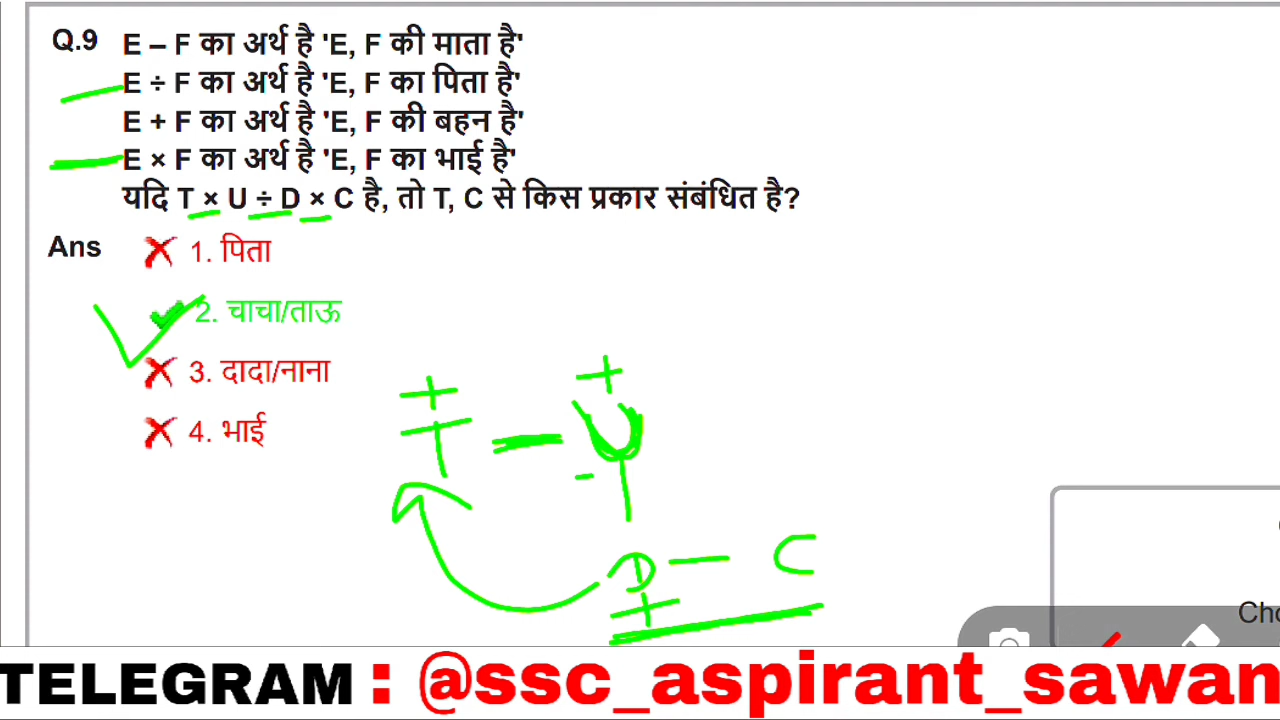 Q.9 E – F का अर्थ है 'E, F की माता है'
E ÷ F का अर्थ है 'E, F का पिता है'
E + F का अर्थ है 'E, F की बहन है'
E × F का अर्थ है 'E, F का भाई है'
यदि T × U ÷ D × C है, तो T, C से किस प्रकार संबंधित है?
Ans 1. पिता
2. चाचा/ताऊ
3. दादा/नाना
4. भाई
+ +
T — U
-
D — C
+
TELEGRAM : @ssc_aspirant_sawan